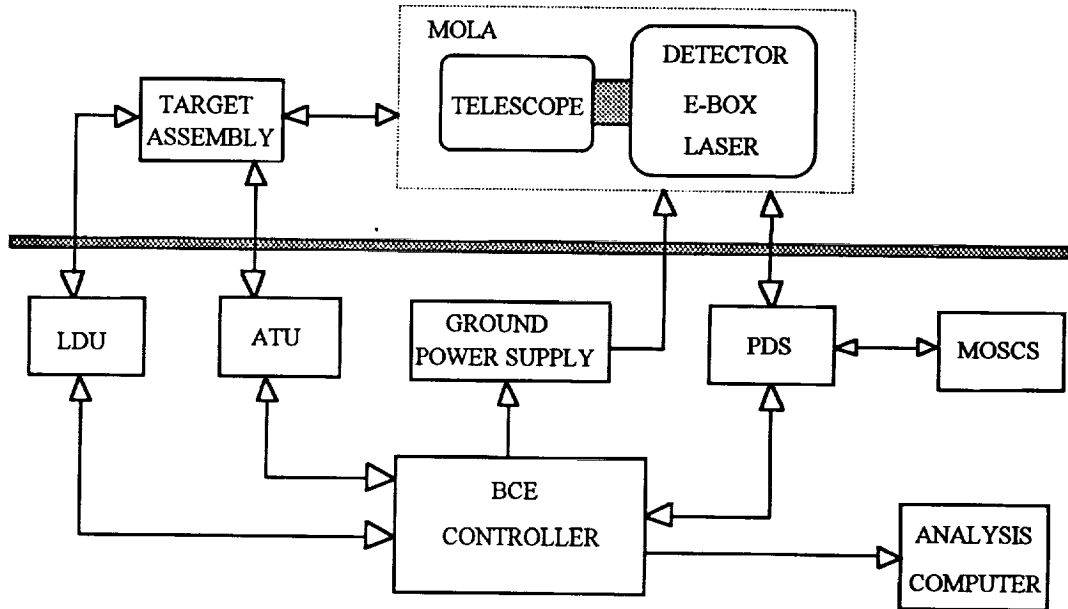 MOLA
TELESCOPE
DETECTOR
E-BOX
LASER
TARGET
ASSEMBLY
LDU
ATU
GROUND
POWER SUPPLY
PDS
MOSCS
BCE
CONTROLLER
ANALYSIS
COMPUTER